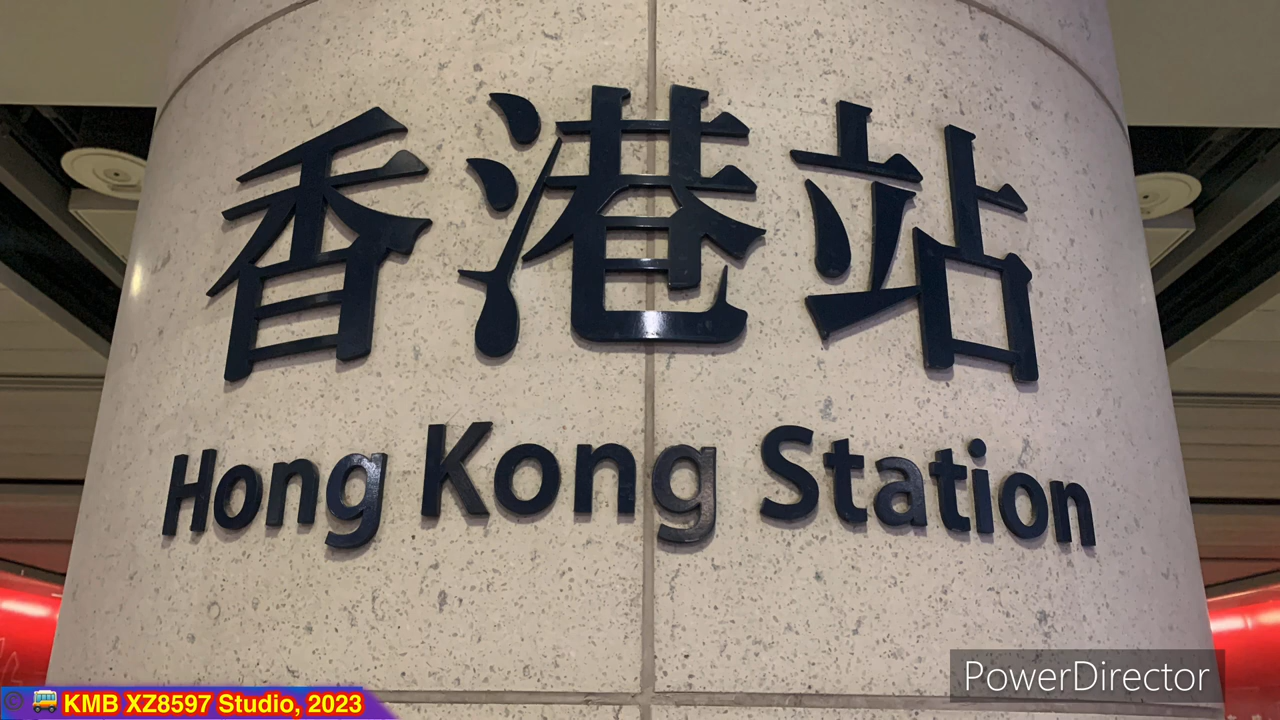 香港站
Hong Kong Station
PowerDirector
© 🚌 KMB XZ8597 Studio, 2023